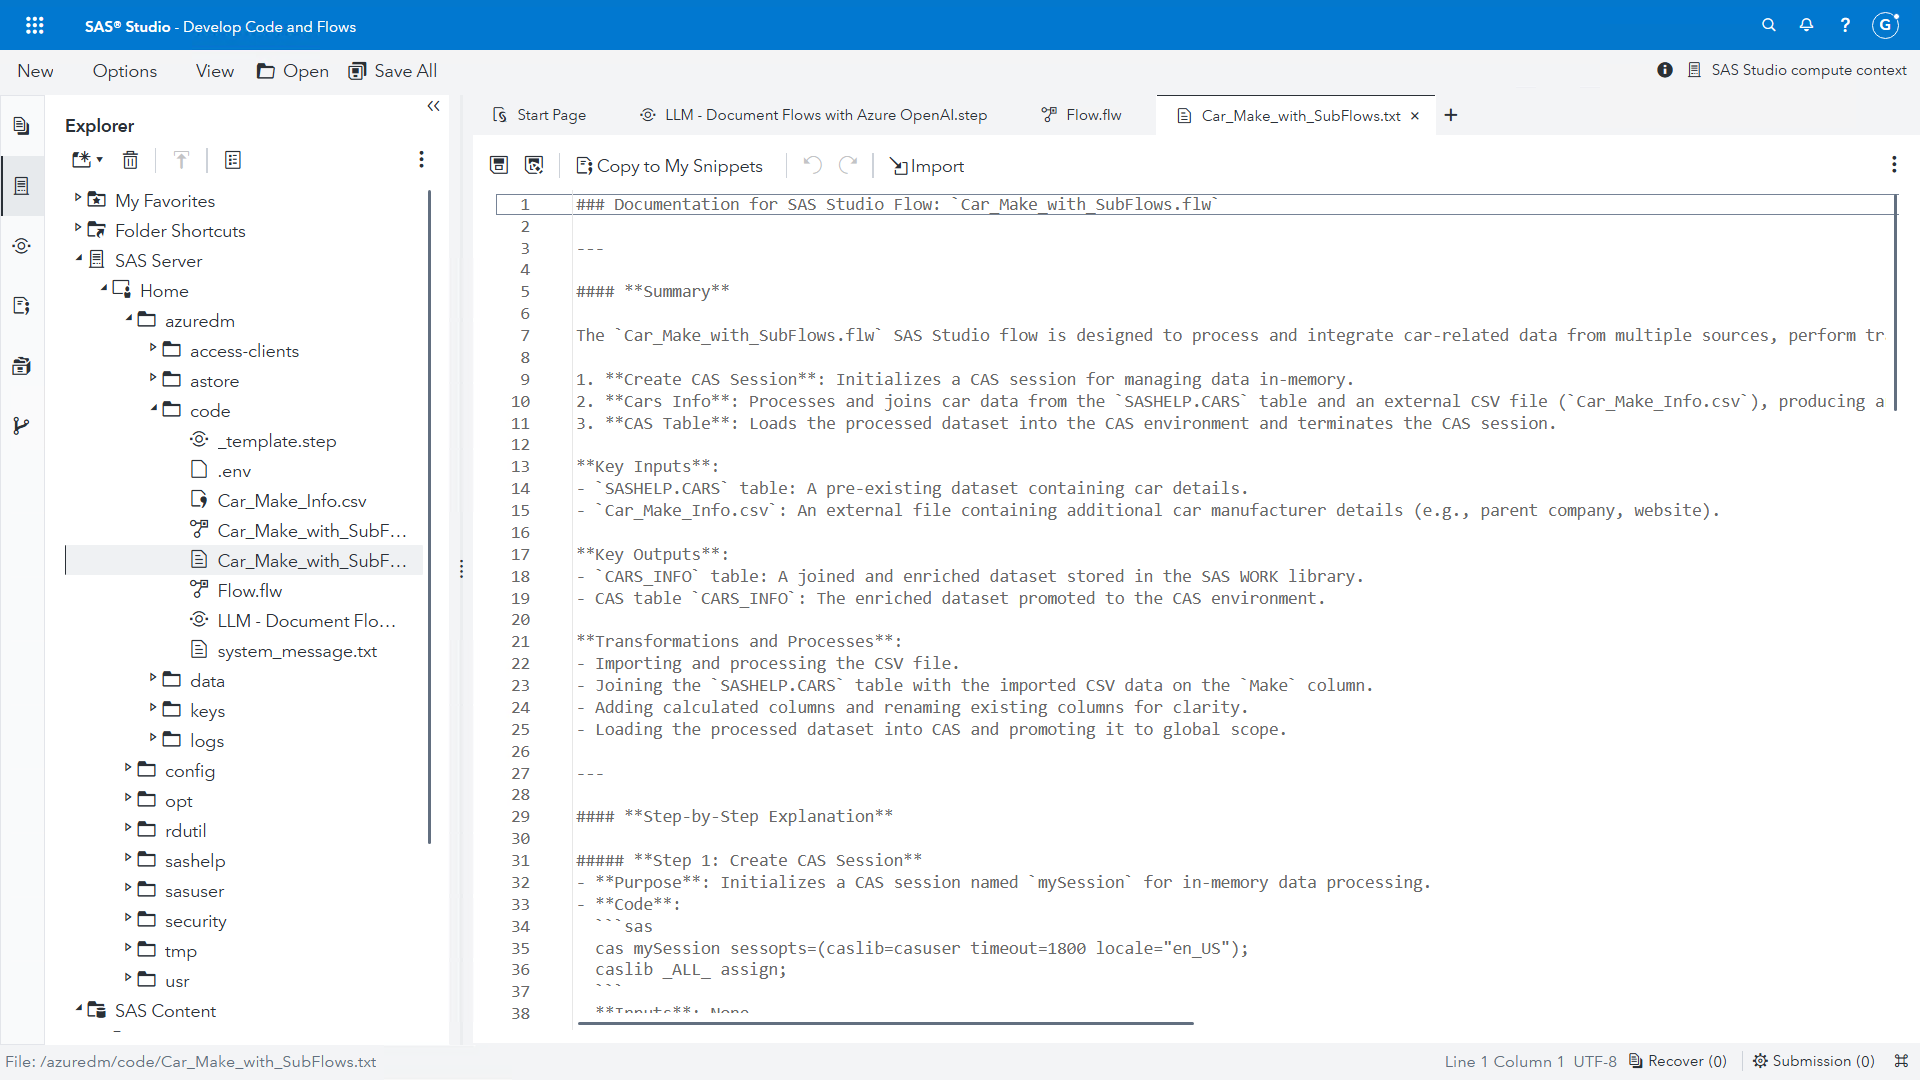 SAS® Studio - Develop Code and Flows
G
New Options View Open Save All
SAS Studio compute context
Explorer
My Favorites
Folder Shortcuts
SAS Server
Home
azuredm
access-clients
astore
code
_template.step
.env
Car_Make_Info.csv
Car_Make_with_SubF...
Car_Make_with_SubF...
Flow.flw
LLM - Document Flo...
system_message.txt
data
keys
logs
config
opt
rdutil
sashelp
sasuser
security
tmp
usr
SAS Content
Start Page LLM - Document Flows with Azure OpenAI.step Flow.flw Car_Make_with_SubFlows.txt
Copy to My Snippets Import
1 ### Documentation for SAS Studio Flow: `Car_Make_with_SubFlows.flw`
2
3 ---
4
5 #### **Summary**
6
7 The `Car_Make_with_SubFlows.flw` SAS Studio flow is designed to process and integrate car-related data from multiple sources, perform tr
8
9 1. **Create CAS Session**: Initializes a CAS session for managing data in-memory.
10 2. **Cars Info**: Processes and joins car data from the `SASHELP.CARS` table and an external CSV file (`Car_Make_Info.csv`), producing a
11 3. **CAS Table**: Loads the processed dataset into the CAS environment and terminates the CAS session.
12
13 **Key Inputs**:
14 - `SASHELP.CARS` table: A pre-existing dataset containing car details.
15 - `Car_Make_Info.csv`: An external file containing additional car manufacturer details (e.g., parent company, website).
16
17 **Key Outputs**:
18 - `CARS_INFO` table: A joined and enriched dataset stored in the SAS WORK library.
19 - CAS table `CARS_INFO`: The enriched dataset promoted to the CAS environment.
20
21 **Transformations and Processes**:
22 - Importing and processing the CSV file.
23 - Joining the `SASHELP.CARS` table with the imported CSV data on the `Make` column.
24 - Adding calculated columns and renaming existing columns for clarity.
25 - Loading the processed dataset into CAS and promoting it to global scope.
26
27 ---
28
29 #### **Step-by-Step Explanation**
30
31 ##### **Step 1: Create CAS Session**
32 - **Purpose**: Initializes a CAS session named `mySession` for in-memory data processing.
33 - **Code**:
34 ```sas
35 cas mySession sessopts=(caslib=casuser timeout=1800 locale="en_US");
36 caslib _ALL_ assign;
37 ```
38 **Inputs**: None
File: /azuredm/code/Car_Make_with_SubFlows.txt
Line 1 Column 1 UTF-8 Recover (0) Submission (0)